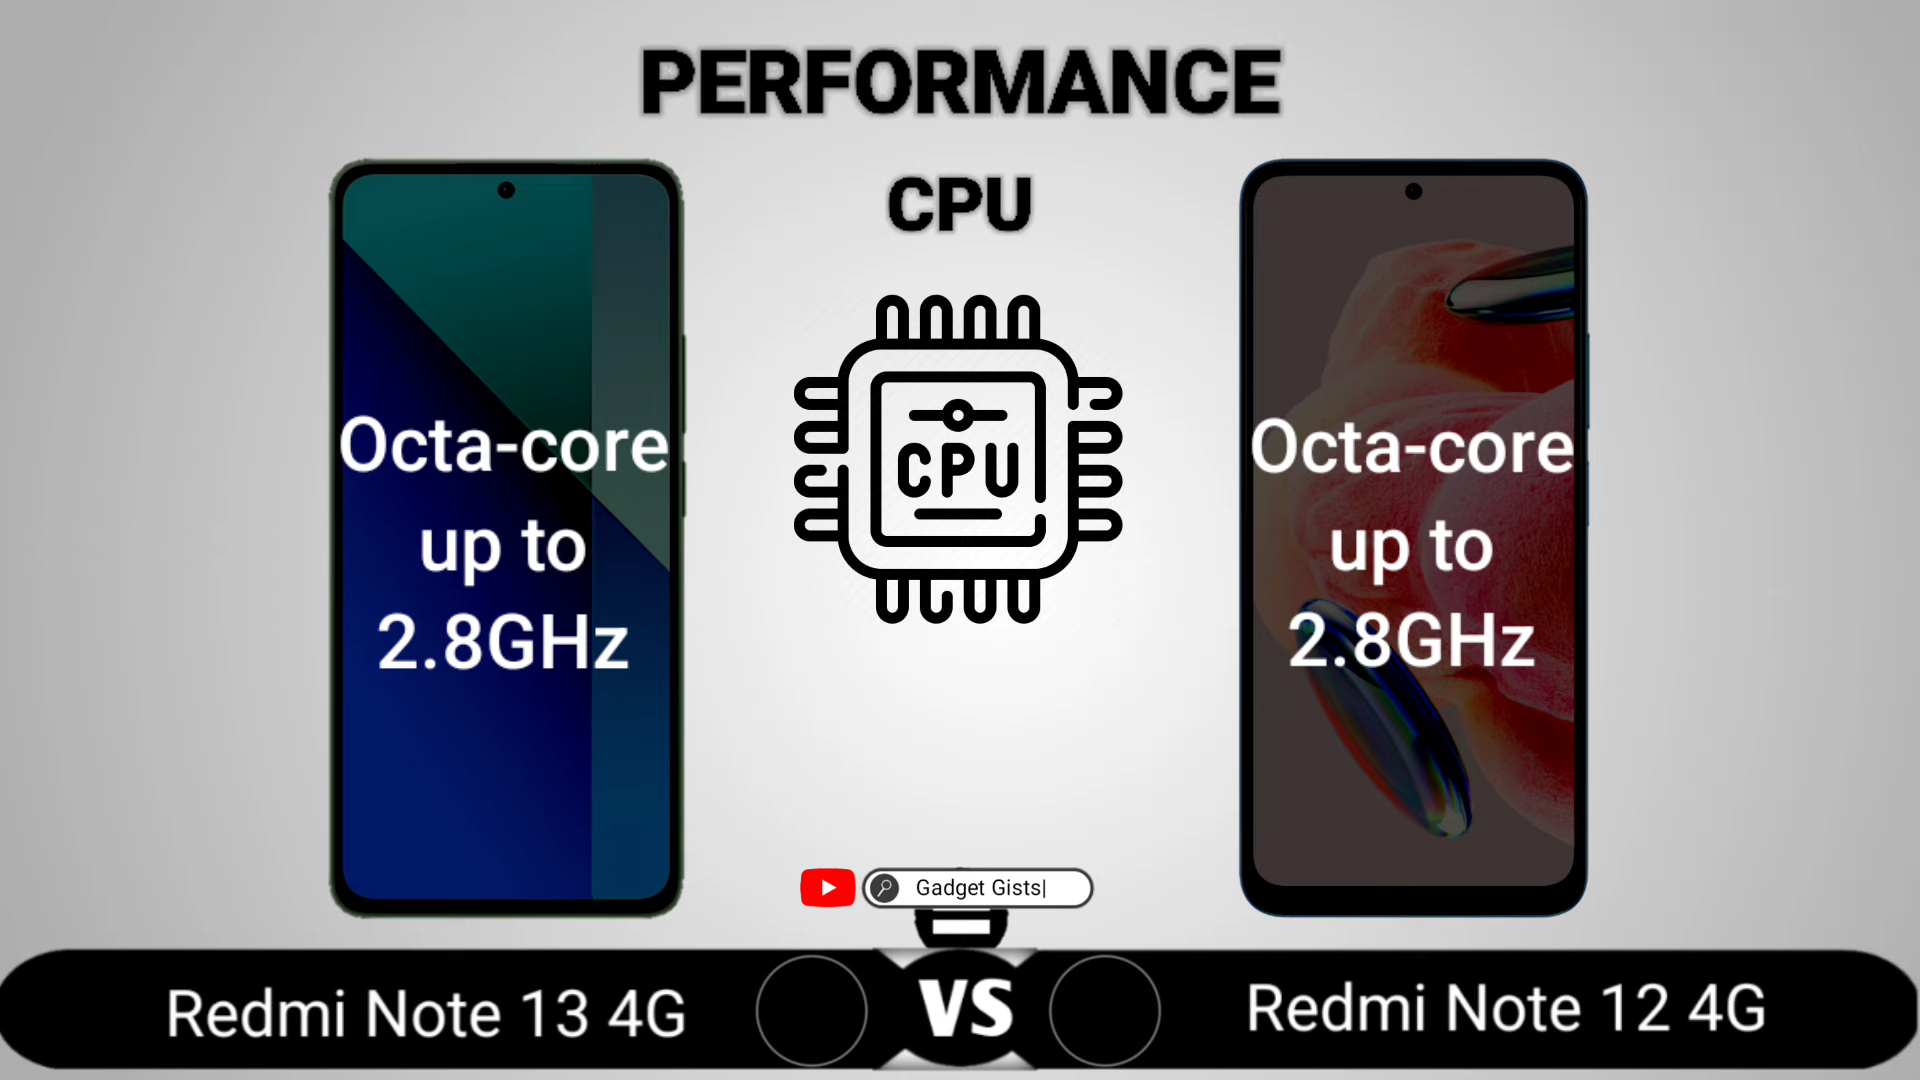 PERFORMANCE
CPU
Octa-core
up to
2.8GHz
CPU
Octa-core
up to
2.8GHz
Gadget Gists|
Redmi Note 13 4G
VS
Redmi Note 12 4G